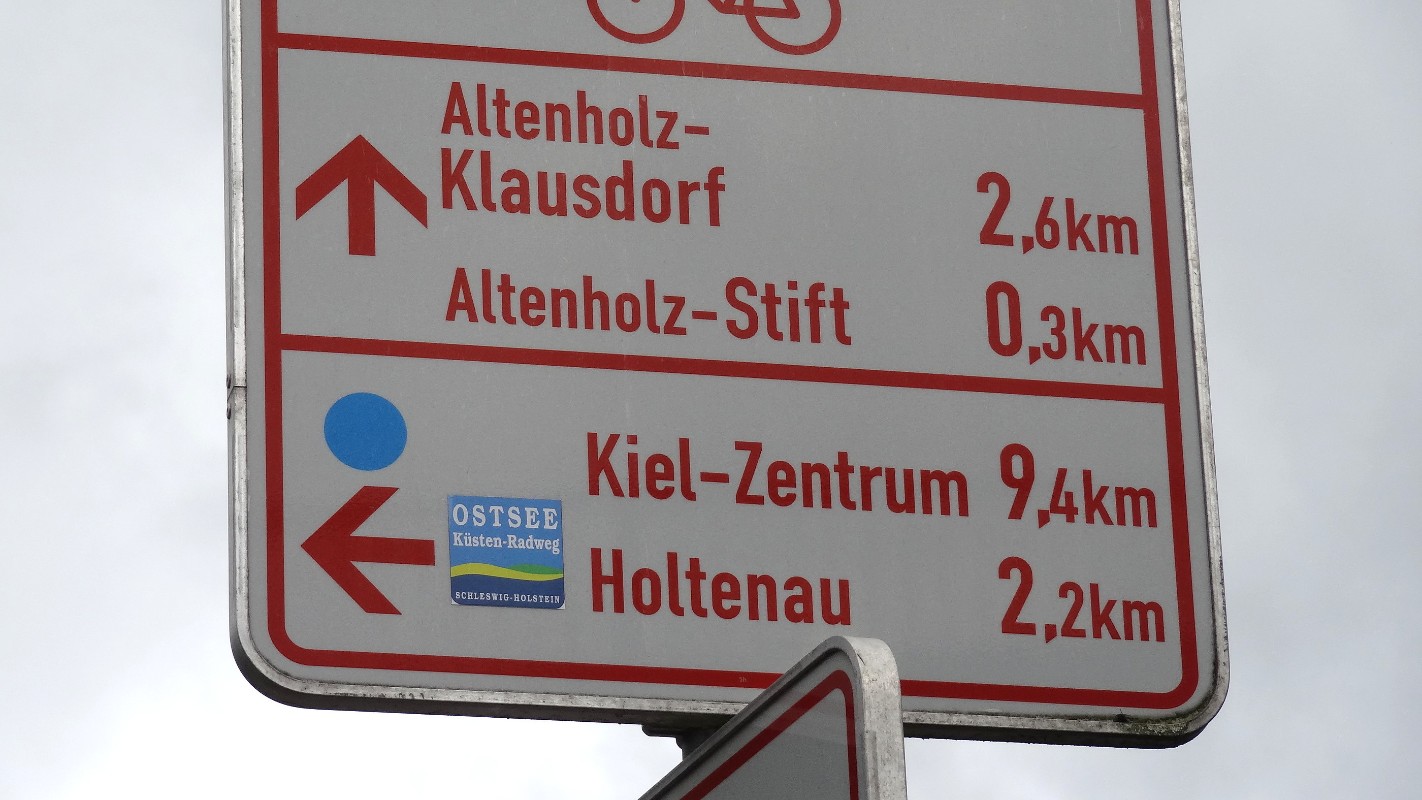 Altenholz-
Klausdorf 2,6km
Altenholz-Stift 0,3km
Kiel-Zentrum 9,4km
OSTSEE
Küsten-Radweg
SCHLESWIG-HOLSTEIN
Holtenau 2,2km